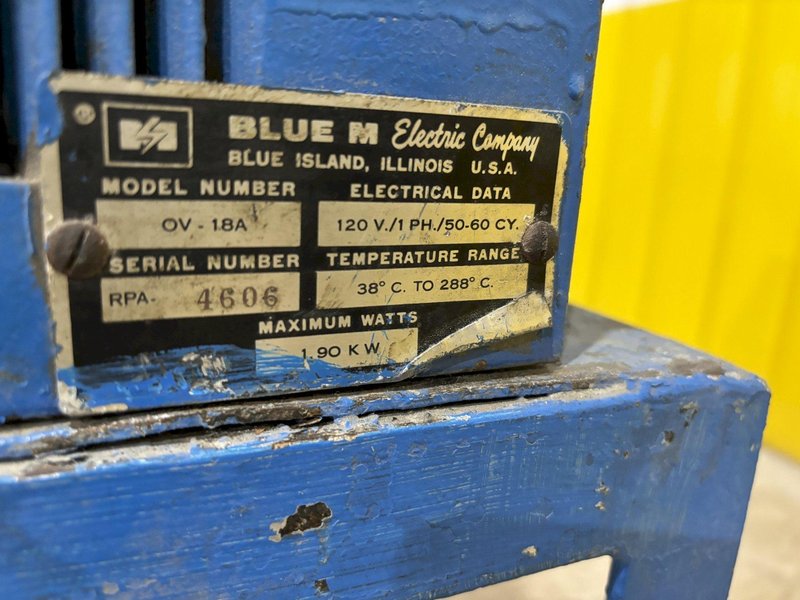 ® BLUE M Electric Company
BLUE ISLAND, ILLINOIS U.S.A.
MODEL NUMBER ELECTRICAL DATA
OV - 18A 120 V./1 PH./50-60 CY.
SERIAL NUMBER TEMPERATURE RANGE
RPA- 4606 38° C. TO 288° C.
MAXIMUM WATTS
1.90 KW